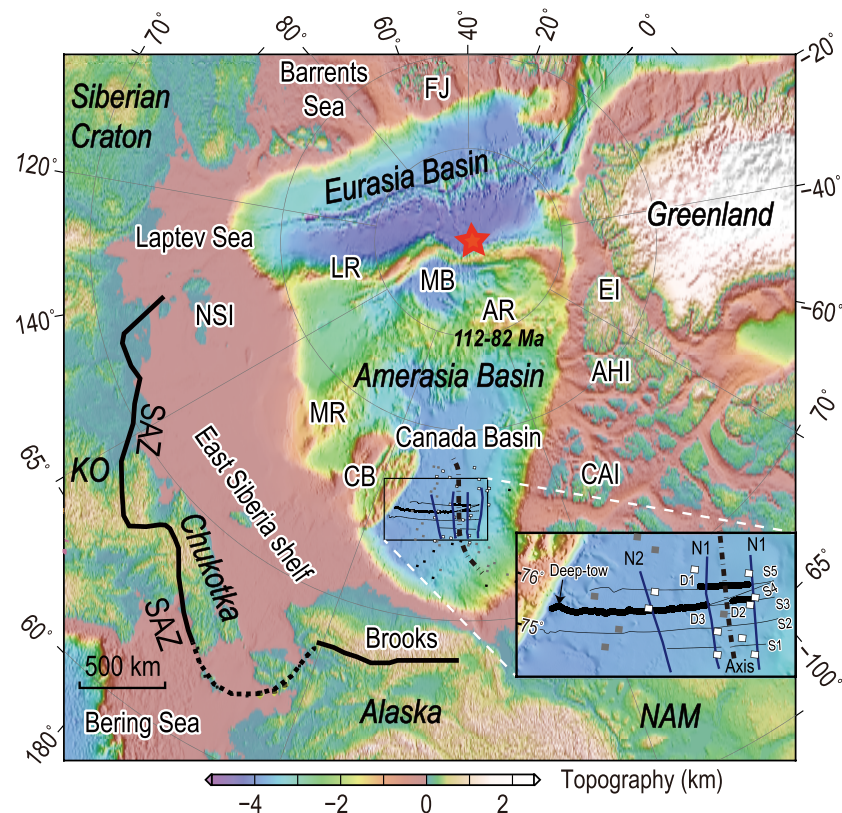 70°
80°
60°
40°
20°
0°
−20°
Siberian
Craton
Barrents
Sea
FJ
120°
Eurasia Basin
−40°
Greenland
Laptev Sea
LR
MB
EI
NSI
AR
−60°
140°
112-82 Ma
Amerasia Basin
AHI
70°
MR
SAZ
Canada Basin
East Siberia shelf
65°
KO
CB
CAI
Chukotka
N2
N1
N1
76°
Deep-tow
D1
S5
S4
65°
D3
D2
S3
75°
S2
S1
Axis
SAZ
60°
Brooks
−100°
500 km
Bering Sea
Alaska
NAM
180°
−4
−2
0
2
Topography (km)